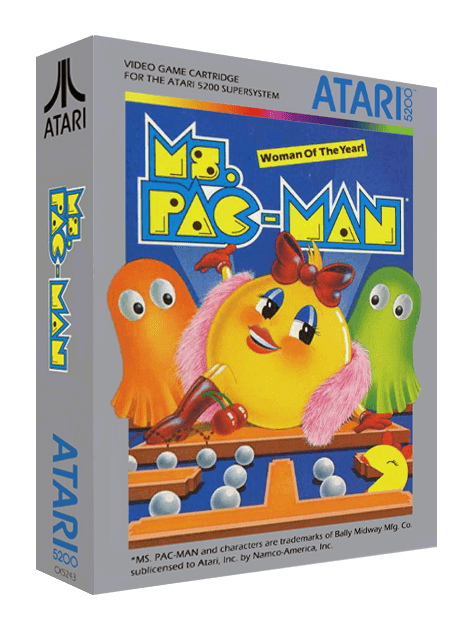 VIDEO GAME CARTRIDGE
FOR THE ATARI 5200 SUPERSYSTEM
ATARI 5200
Woman Of The Year!
MS.
PAC-MAN*
*MS. PAC-MAN and characters are trademarks of Bally Midway Mfg. Co.
sublicensed to Atari, Inc. by Namco-America, Inc.
ATARI
MS. PAC-MAN
ATARI
5200
CX5243